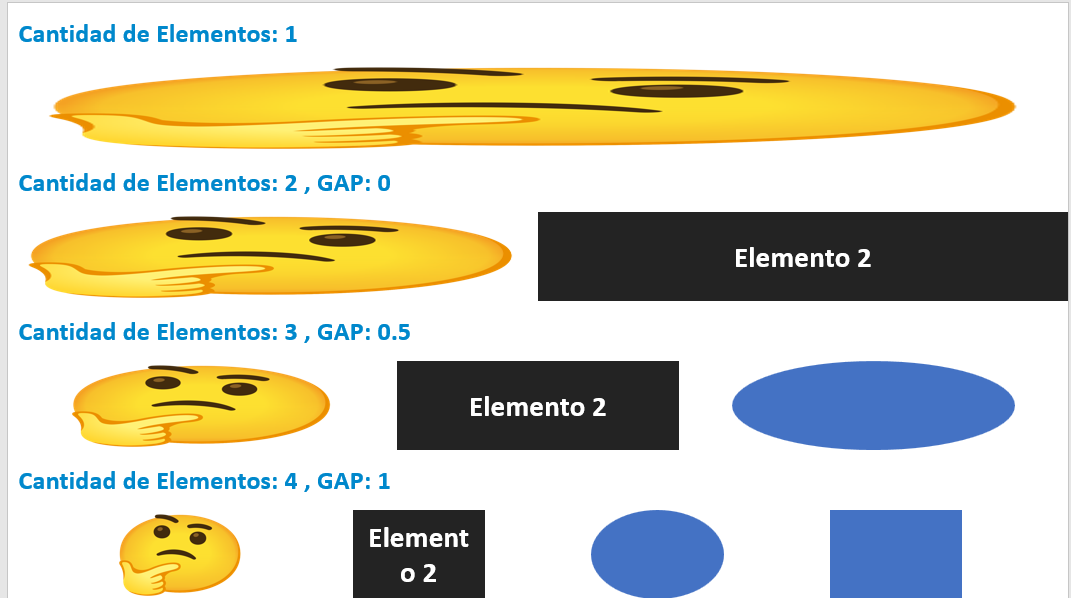 Cantidad de Elementos: 1
Cantidad de Elementos: 2 , GAP: 0
Elemento 2
Cantidad de Elementos: 3 , GAP: 0.5
Elemento 2
Cantidad de Elementos: 4 , GAP: 1
Element
o 2